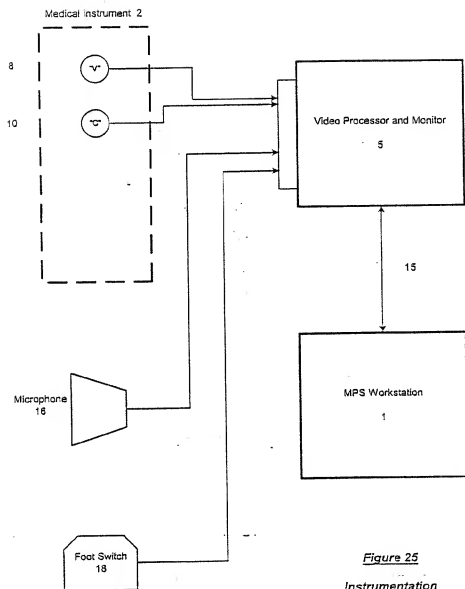 Medical Instrument 2
8
"V"
10
"C"
Video Processor and Monitor
5
15
MPS Workstation
1
Microphone
16
Foot Switch
18
Figure 25
Instrumentation